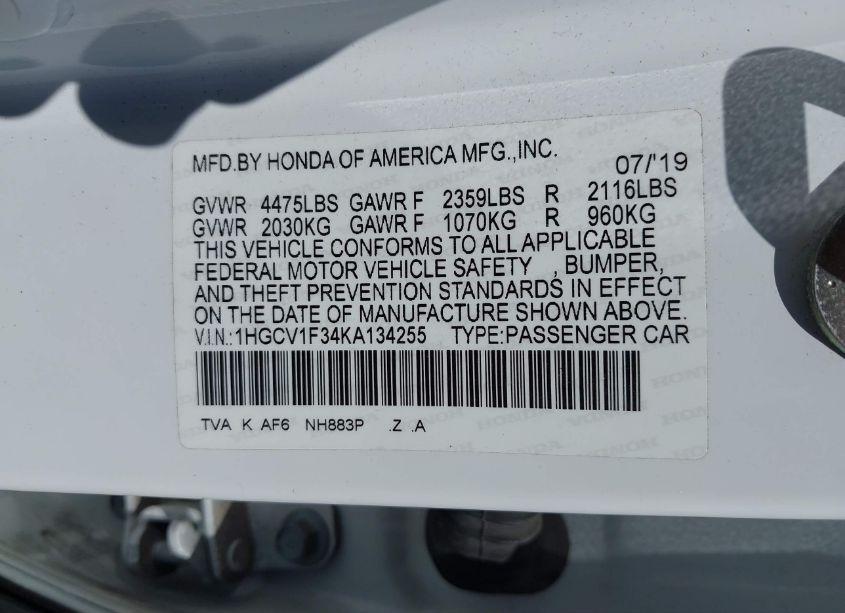 MFD.BY HONDA OF AMERICA MFG.,INC. 07/'19
GVWR 4475LBS GAWR F 2359LBS R 2116LBS
GVWR 2030KG GAWR F 1070KG R 960KG
THIS VEHICLE CONFORMS TO ALL APPLICABLE
FEDERAL MOTOR VEHICLE SAFETY , BUMPER,
AND THEFT PREVENTION STANDARDS IN EFFECT
ON THE DATE OF MANUFACTURE SHOWN ABOVE.
V.I.N.:1HGCV1F34KA134255 TYPE:PASSENGER CAR
TVA K AF6 NH883P .Z .A